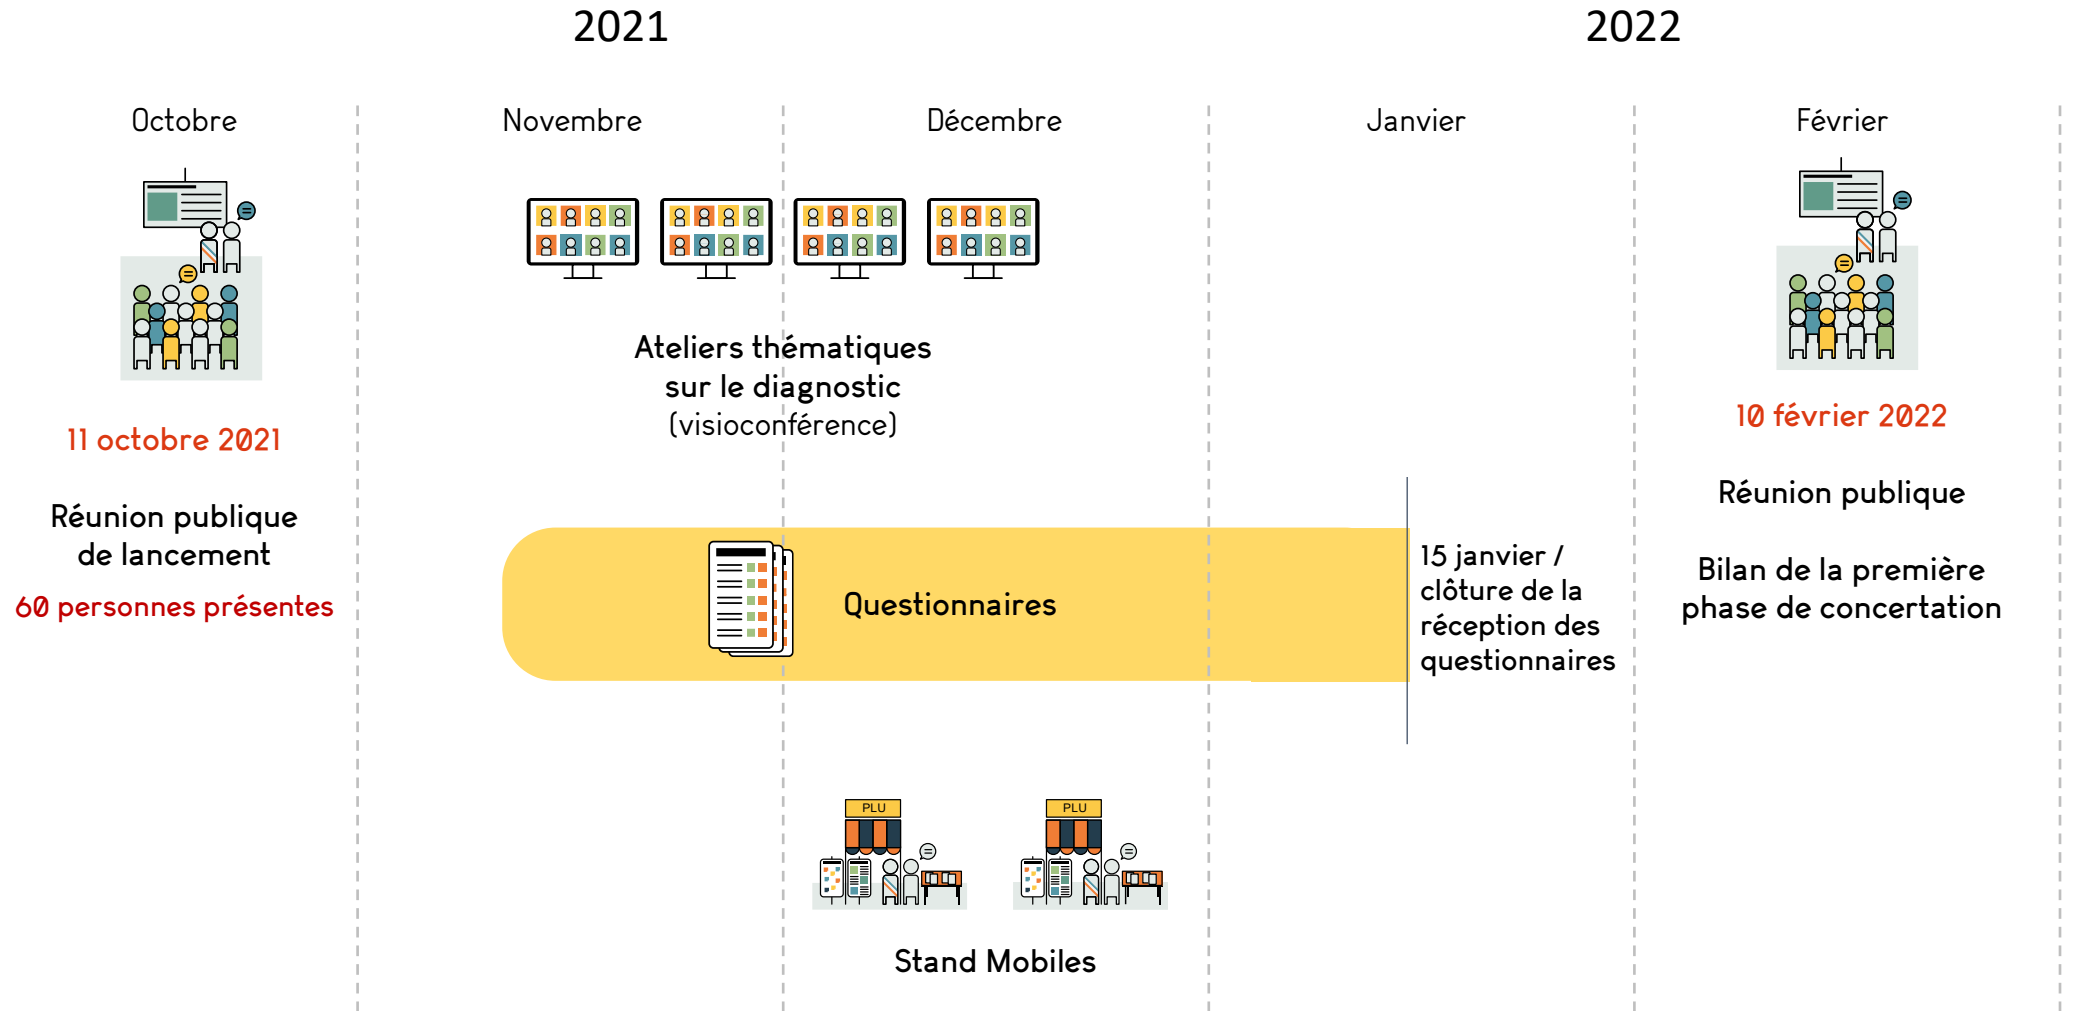 2021
2022
Octobre
Novembre
Décembre
Janvier
Février
11 octobre 2021
Réunion publique
de lancement
60 personnes présentes
Ateliers thématiques
sur le diagnostic
(visioconférence)
Questionnaires
15 janvier /
clôture de la
réception des
questionnaires
10 février 2022
Réunion publique
Bilan de la première
phase de concertation
PLU
PLU
Stand Mobiles